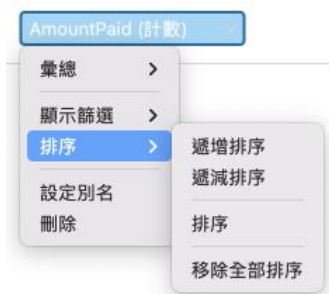 AmountPaid (計數)
彙總
顯示篩選
排序
設定別名
刪除
遞增排序
遞減排序
排序
移除全部排序